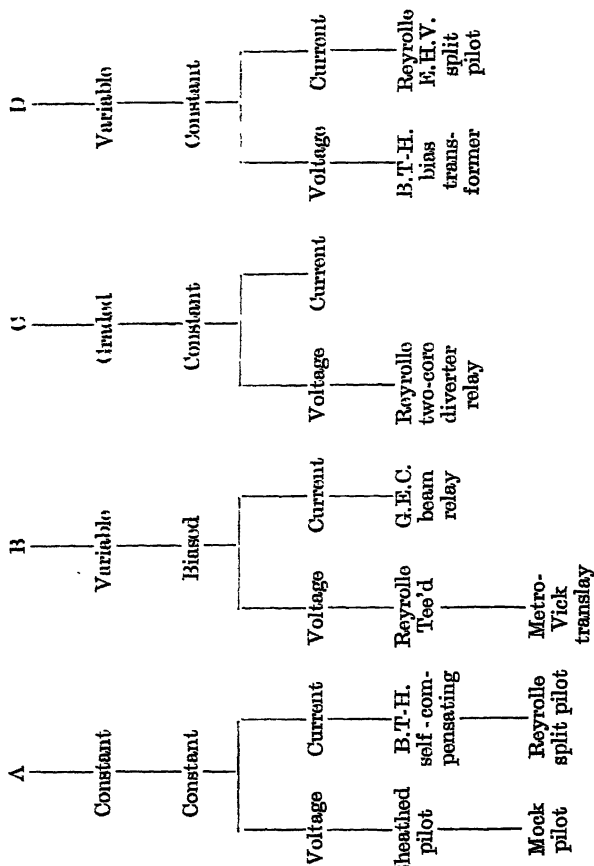 A B C D
Constant Variable Graded Variable
Constant Biased Constant Constant
Voltage Current Voltage Current Voltage Current Voltage Current
heathed B.T-H. Reyrolle G.E.C. Reyrolle B.T-H. Reyrolle
pilot self-com- Tee'd beam two-core bias E.H.V.
pensating relay diverter trans- split
relay former pilot
Mock Reyrolle Metro-
pilot split pilot Vick
translay